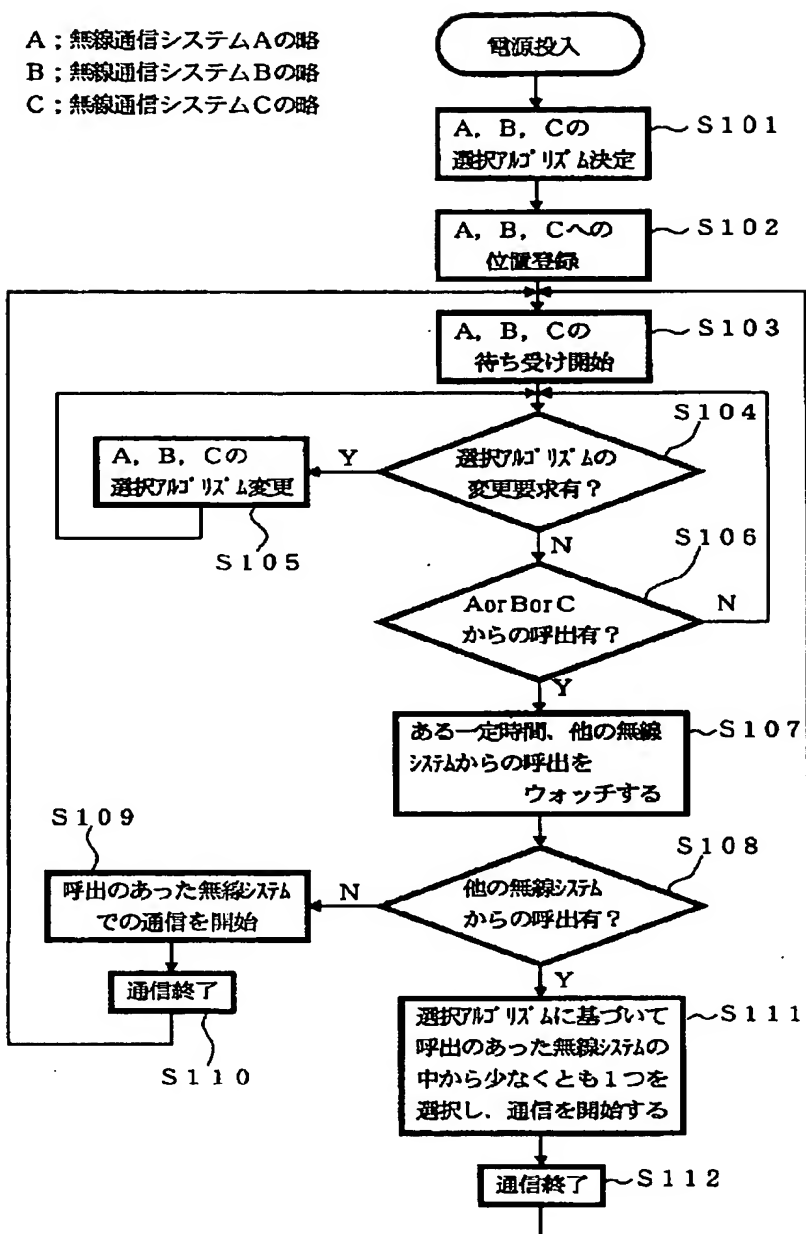 A；無線通信システムAの略
B；無線通信システムBの略
C；無線通信システムCの略
電源投入
A，B，Cの
選択ｱﾙｺﾞﾘｽﾞﾑ決定
S101
A，B，Cへの
位置登録
S102
A，B，Cの
待ち受け開始
S103
選択ｱﾙｺﾞﾘｽﾞﾑの
変更要求有？
S104
Y
A，B，Cの
選択ｱﾙｺﾞﾘｽﾞﾑ変更
S105
N
AorBorC
からの呼出有？
S106
N
Y
ある一定時間、他の無線
ｼｽﾃﾑからの呼出を
ウォッチする
S107
他の無線ｼｽﾃﾑ
からの呼出有？
S108
N
S109
呼出のあった無線ｼｽﾃﾑ
での通信を開始
通信終了
S110
Y
選択ｱﾙｺﾞﾘｽﾞﾑに基づいて
呼出のあった無線ｼｽﾃﾑの
中から少なくとも1つを
選択し、通信を開始する
S111
通信終了
S112